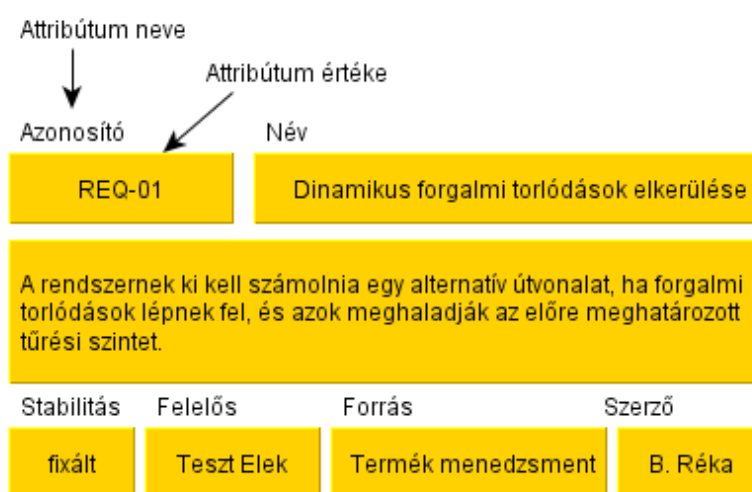 Attribútum neve
Attribútum értéke
Azonosító Név
REQ-01 Dinamikus forgalmi torlódások elkerülése
A rendszernek ki kell számolnia egy alternatív útvonalat, ha forgalmi
torlódások lépnek fel, és azok meghaladják az előre meghatározott
tűrési szintet.
Stabilitás Felelős Forrás Szerző
fixált Teszt Elek Termék menedzsment B. Réka